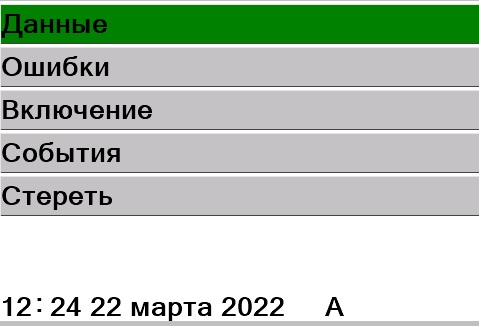 Данные
Ошибки
Включение
События
Стереть
12: 24 22 марта 2022 А